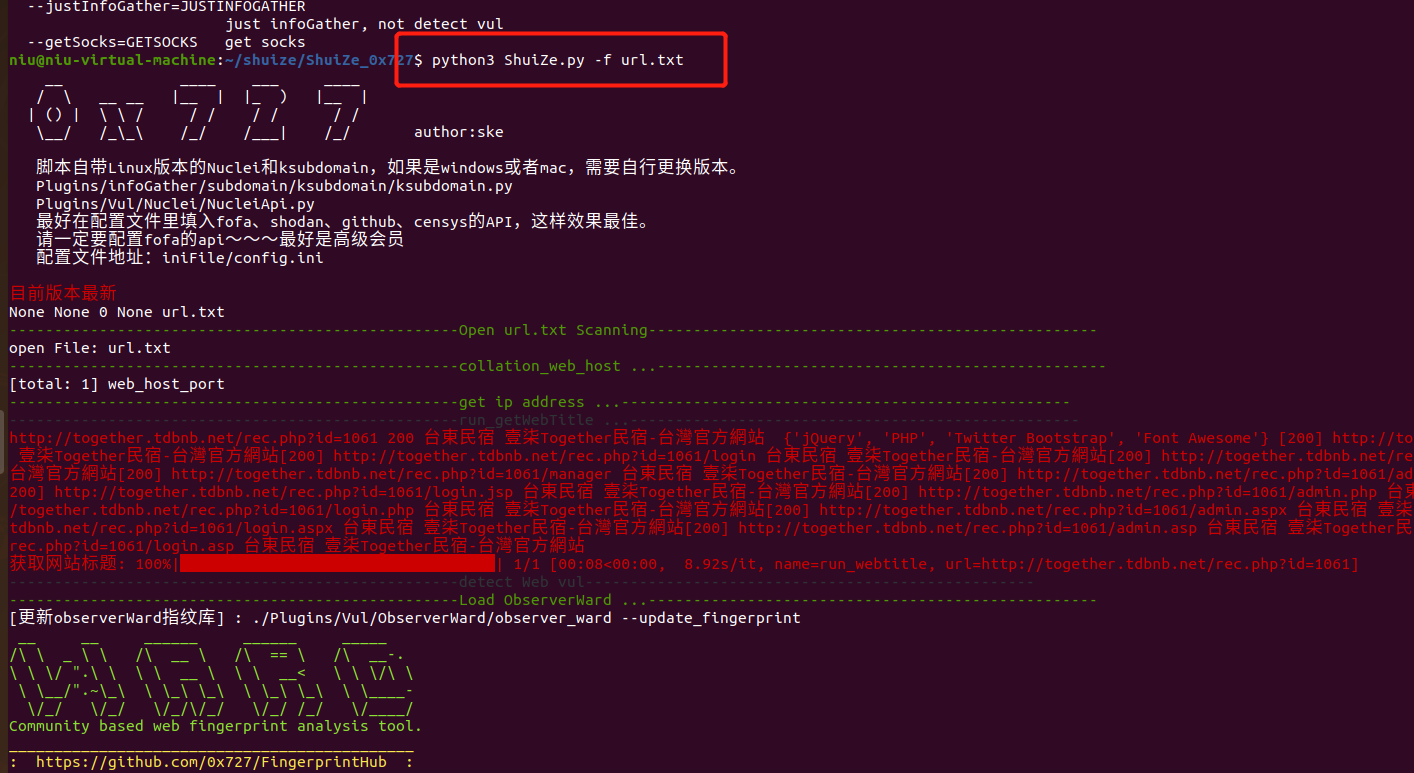 --justInfoGather=JUSTINFOGATHER
just infoGather, not detect vul
--getSocks=GETSOCKS   get socks
niu@niu-virtual-machine:~/shuize/ShuiZe_0x727$ python3 ShuiZe.py -f url.txt
0x727
author:ske
脚本自带Linux版本的Nuclei和ksubdomain，如果是windows或者mac，需要自行更换版本。
Plugins/infoGather/subdomain/ksubdomain/ksubdomain.py
Plugins/Vul/Nuclei/NucleiApi.py
最好在配置文件里填入fofa、shodan、github、censys的API，这样效果最佳。
请一定要配置fofa的api～～～最好是高级会员
配置文件地址：iniFile/config.ini
目前版本最新
None None 0 None url.txt
--------------------------------------------------Open url.txt Scanning--------------------------------------------------
open File: url.txt
--------------------------------------------------collation_web_host ...--------------------------------------------------
[total: 1] web_host_port
--------------------------------------------------get ip address ...--------------------------------------------------
--------------------------------------------------run_getWebTitle ...--------------------------------------------------
http://together.tdbnb.net/rec.php?id=1061 200 台東民宿 壹柒Together民宿-台灣官方網站  {'jQuery', 'PHP', 'Twitter Bootstrap', 'Font Awesome'} [200] http://to
壹柒Together民宿-台灣官方網站[200] http://together.tdbnb.net/rec.php?id=1061/login 台東民宿 壹柒Together民宿-台灣官方網站[200] http://together.tdbnb.net/re
台灣官方網站[200] http://together.tdbnb.net/rec.php?id=1061/manager 台東民宿 壹柒Together民宿-台灣官方網站[200] http://together.tdbnb.net/rec.php?id=1061/ad
200] http://together.tdbnb.net/rec.php?id=1061/login.jsp 台東民宿 壹柒Together民宿-台灣官方網站[200] http://together.tdbnb.net/rec.php?id=1061/admin.php 台東
/together.tdbnb.net/rec.php?id=1061/login.php 台東民宿 壹柒Together民宿-台灣官方網站[200] http://together.tdbnb.net/rec.php?id=1061/admin.aspx 台東民宿 壹柒
tdbnb.net/rec.php?id=1061/login.aspx 台東民宿 壹柒Together民宿-台灣官方網站[200] http://together.tdbnb.net/rec.php?id=1061/admin.asp 台東民宿 壹柒Together民
rec.php?id=1061/login.asp 台東民宿 壹柒Together民宿-台灣官方網站
获取网站标题: 100%|██████████| 1/1 [00:08<00:00,  8.92s/it, name=run_webtitle, url=http://together.tdbnb.net/rec.php?id=1061]
--------------------------------------------------detect Web vul--------------------------------------------------
--------------------------------------------------Load ObserverWard ...--------------------------------------------------
[更新observerWard指纹库] : ./Plugins/Vul/ObserverWard/observer_ward --update_fingerprint
WARD
Community based web fingerprint analysis tool.
_____________________________________________
:  https://github.com/0x727/FingerprintHub  :